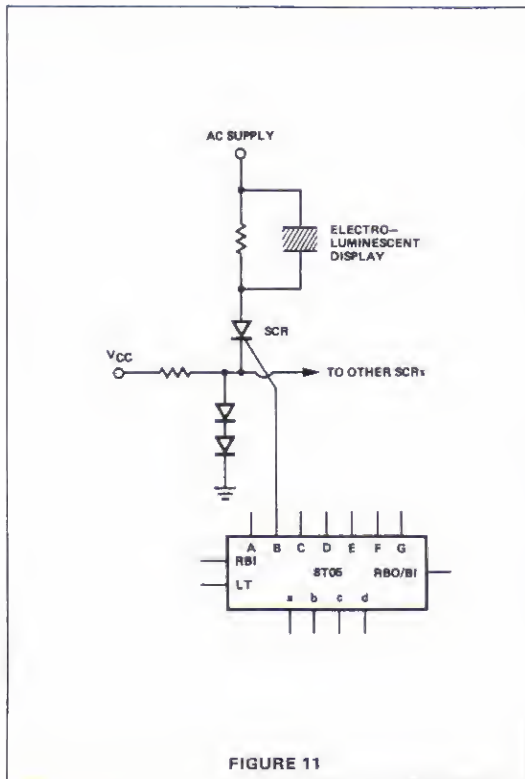 AC SUPPLY
ELECTRO-
LUMINESCENT
DISPLAY
SCR
VCC
TO OTHER SCRs
A B C D E F G
RBI
8T05
RBO/BI
LT
a b c d
FIGURE 11